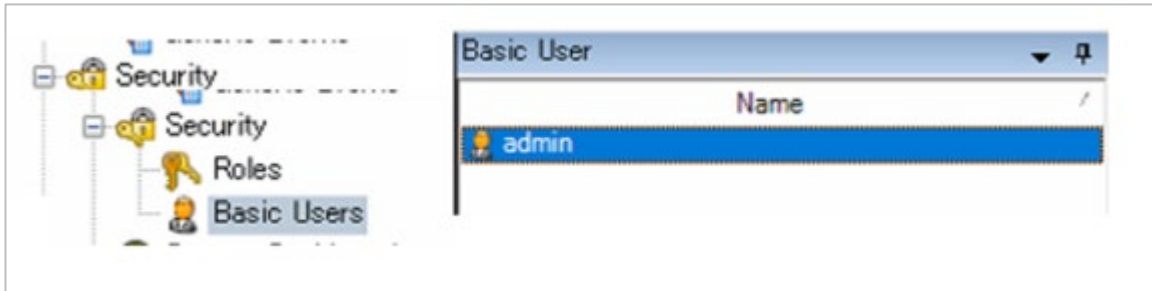 Security
Security
Roles
Basic Users
Basic User
Name
admin